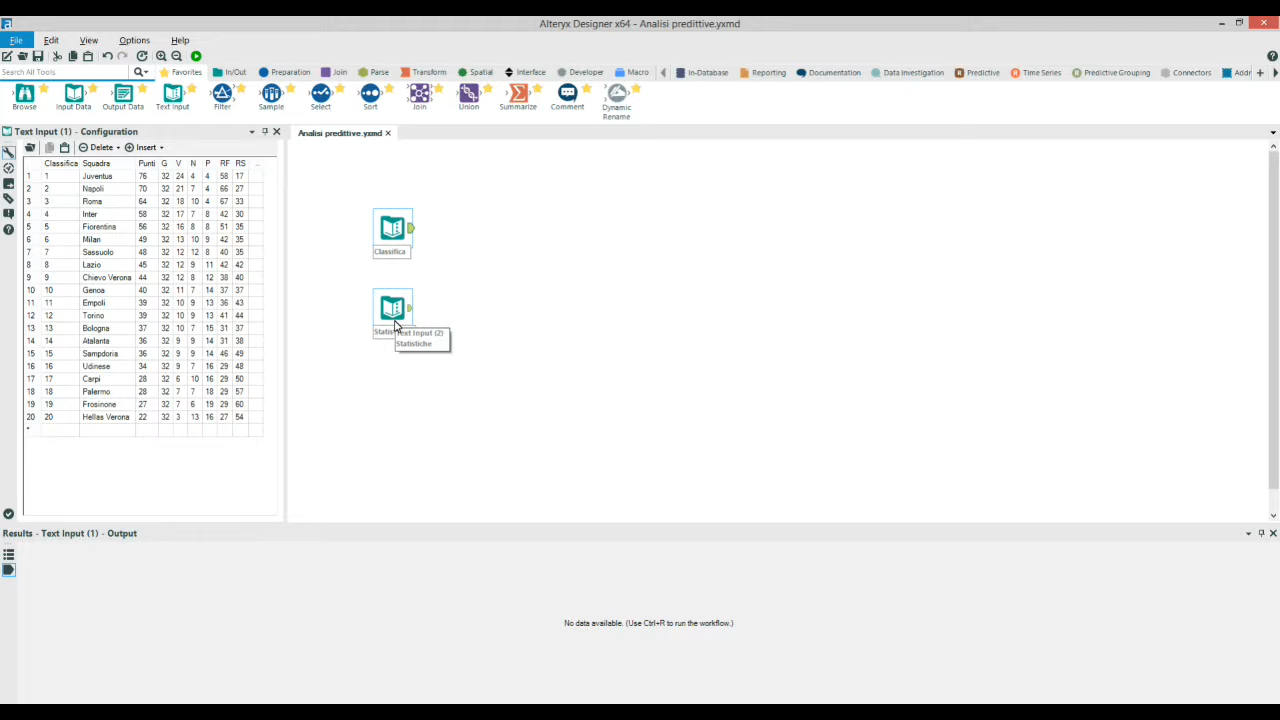 Alteryx Designer x64 - Analisi predittive.yxmd
File Edit View Options Help
Search All Tools Favorites In/Out Preparation Join Parse Transform Spatial Interface Developer Macro In-Database Reporting Documentation Data Investigation Predictive Time Series Predictive Grouping Connectors Addr
Browse Input Data Output Data Text Input Filter Sample Select Sort Join Union Summarize Comment Dynamic Rename
Text Input (1) - Configuration
Analisi predittive.yxmd
Delete Insert
Classifica Squadra Punti G V N P RF RS ...
1 1 Juventus 76 32 24 4 4 58 17
2 2 Napoli 70 32 21 7 4 66 27
3 3 Roma 64 32 18 10 4 67 33
4 4 Inter 58 32 17 7 8 42 30
5 5 Fiorentina 56 32 16 8 8 51 35
6 6 Milan 49 32 13 10 9 42 35
7 7 Sassuolo 48 32 12 12 8 40 35
8 8 Lazio 45 32 12 9 11 42 42
9 9 Chievo Verona 44 32 12 8 12 38 40
10 10 Genoa 40 32 11 7 14 37 37
11 11 Empoli 39 32 10 9 13 36 43
12 12 Torino 39 32 10 9 13 41 44
13 13 Bologna 37 32 10 7 15 31 37
14 14 Atalanta 36 32 9 9 14 31 38
15 15 Sampdoria 36 32 9 9 14 46 49
16 16 Udinese 34 32 9 7 16 29 48
17 17 Carpi 28 32 6 10 16 29 50
18 18 Palermo 28 32 7 7 18 29 57
19 19 Frosinone 27 32 7 6 19 29 60
20 20 Hellas Verona 22 32 3 13 16 27 54
*
Classifica
Statis
Text Input (2)
Statistiche
Results - Text Input (1) - Output
No data available. (Use Ctrl+R to run the workflow.)